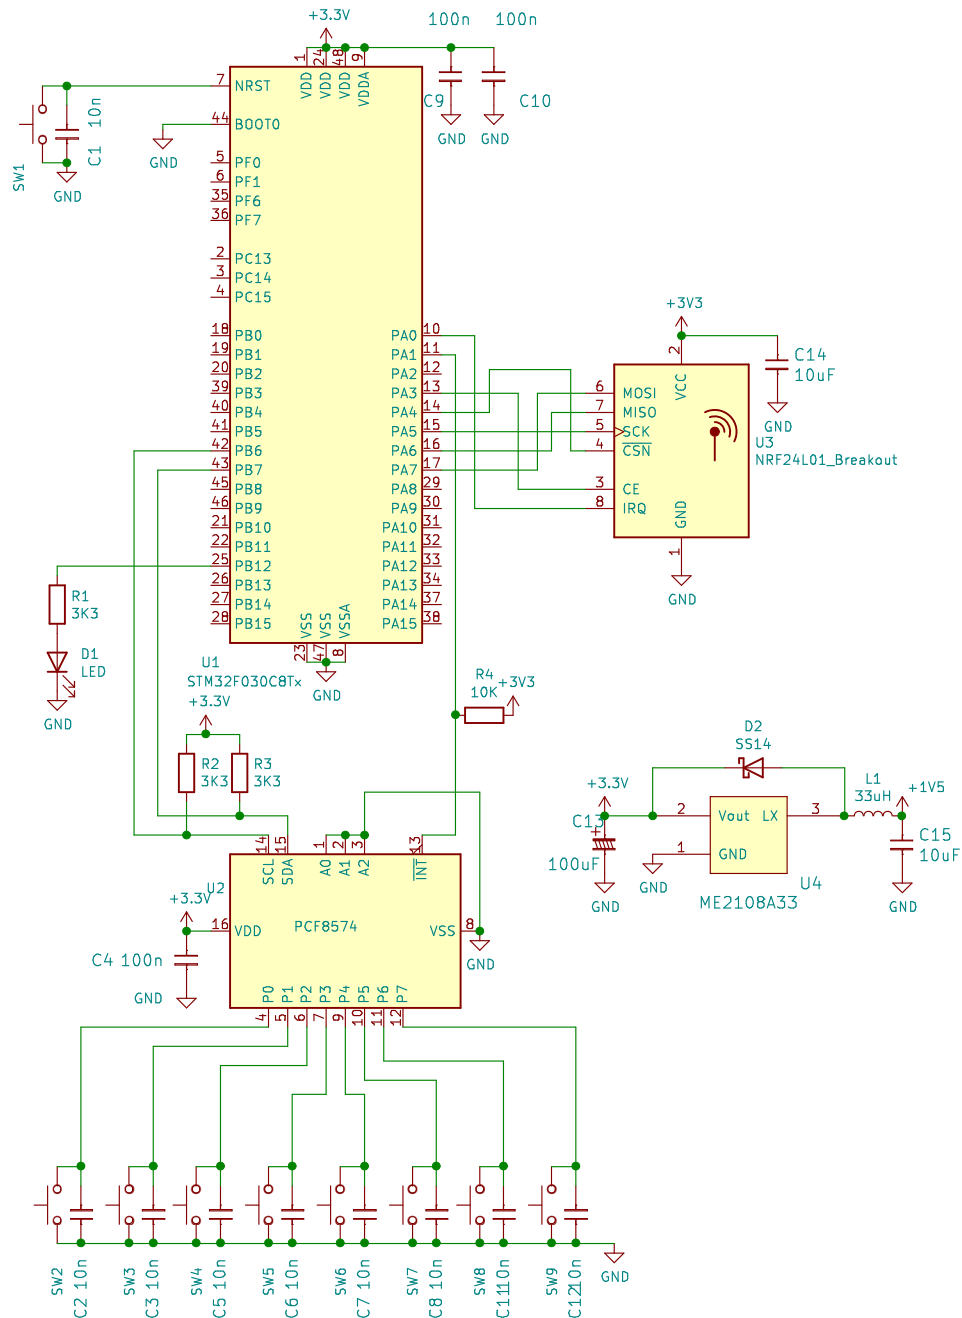 +3.3V
100n 100n
1 24 48 9
VDD VDD VDD VDDA
C9 C10
GND GND
7 NRST
44 BOOT0
GND
SW1
C1 10n
GND
5 PF0
6 PF1
35 PF6
36 PF7
2 PC13
3 PC14
4 PC15
18 PB0
19 PB1
20 PB2
39 PB3
40 PB4
41 PB5
42 PB6
43 PB7
45 PB8
46 PB9
21 PB10
22 PB11
25 PB12
26 PB13
27 PB14
28 PB15
PA0 10
PA1 11
PA2 12
PA3 13
PA4 14
PA5 15
PA6 16
PA7 17
PA8 29
PA9 30
PA10 31
PA11 32
PA12 33
PA13 34
PA14 37
PA15 38
VSS VSS VSSA
23 47 8
GND
U1
STM32F030C8Tx
+3V3
2
VCC
C14
10uF
GND
6 MOSI
7 MISO
5 SCK
4 CSN
3 CE
8 IRQ
U3
NRF24L01_Breakout
GND
1
GND
R1
3K3
D1
LED
GND
+3.3V
R2
3K3
R3
3K3
R4
10K
+3V3
14 15 1 2 3 13
SCL SDA A0 A1 A2 INT
U2
+3.3V
16 VDD
PCF8574
VSS 8
GND
C4 100n
GND
P0 P1 P2 P3 P4 P5 P6 P7
4 5 6 7 9 10 11 12
D2
SS14
+3.3V
C13
100uF
GND
2 Vout LX 3
1 GND
GND
U4
ME2108A33
L1
33uH
+1V5
C15
10uF
GND
SW2
C2 10n
SW3
C3 10n
SW4
C5 10n
SW5
C6 10n
SW6
C7 10n
SW7
C8 10n
SW8
C11 10n
SW9
C12 10n
GND